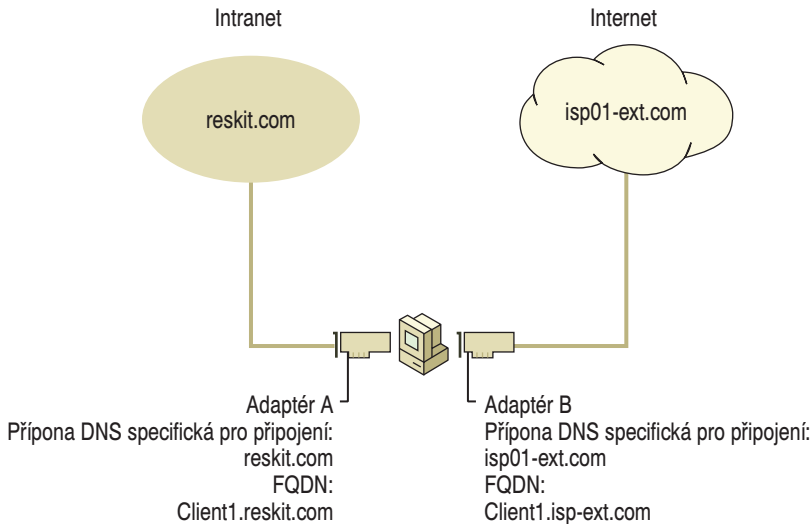 Intranet
Internet
reskit.com
isp01-ext.com
Adaptér A
Přípona DNS specifická pro připojení:
reskit.com
FQDN:
Client1.reskit.com
Adaptér B
Přípona DNS specifická pro připojení:
isp01-ext.com
FQDN:
Client1.isp-ext.com